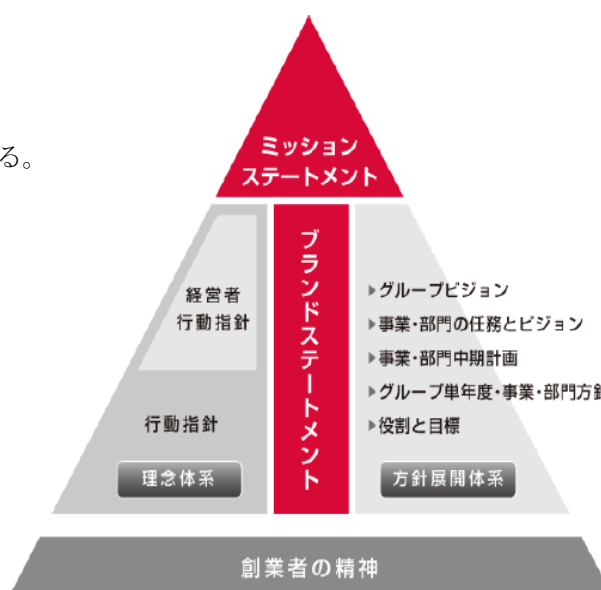 る。
ミッション
ステートメント
ブランドステートメント
経営者
行動指針
行動指針
理念体系
▶グループビジョン
▶事業・部門の任務とビジョン
▶事業・部門中期計画
▶グループ単年度・事業・部門方針
▶役割と目標
方針展開体系
創業者の精神